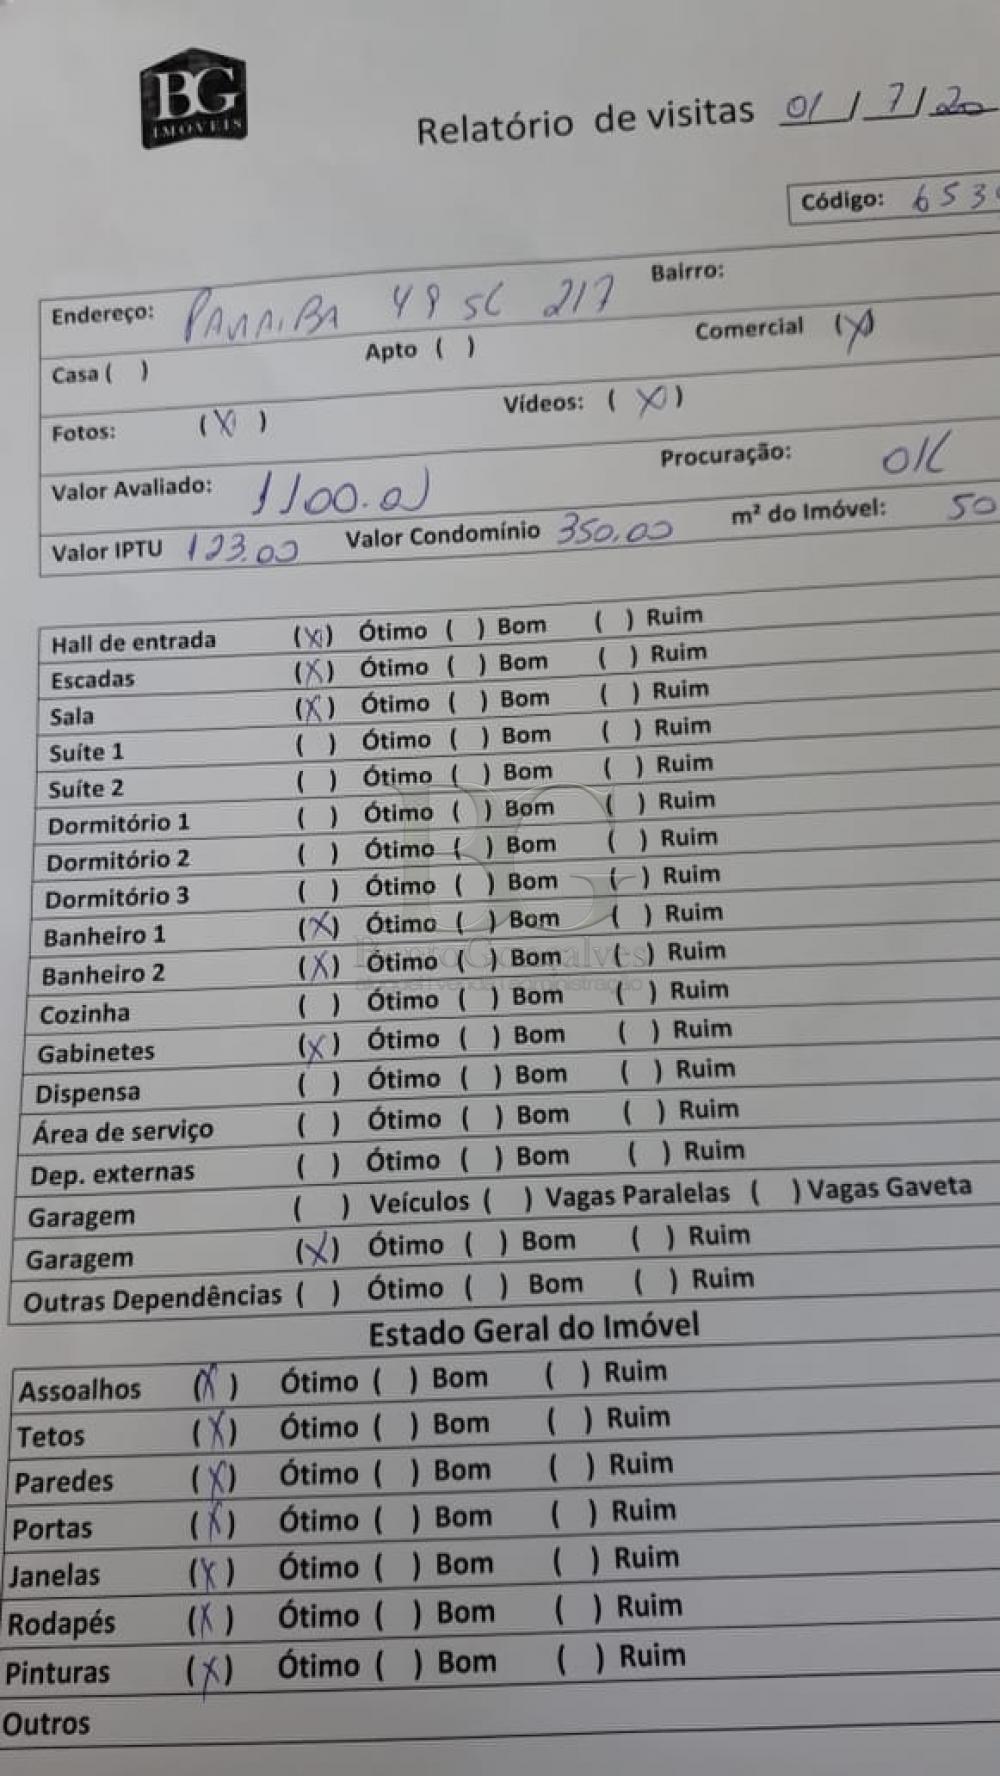 BG
IMÓVEIS
Relatório de visitas 01/7/20
Código: 653
Endereço: PARAIBA 49 SL 217 Bairro:
Casa ( ) Apto ( ) Comercial (X)
Fotos: (X) Vídeos: (X)
Valor Avaliado: 1100.00 Procuração: OK
Valor IPTU 123.00 Valor Condomínio 350.00 m² do Imóvel: 50
Hall de entrada (X) Ótimo ( ) Bom ( ) Ruim
Escadas (X) Ótimo ( ) Bom ( ) Ruim
Sala (X) Ótimo ( ) Bom ( ) Ruim
Suíte 1 ( ) Ótimo ( ) Bom ( ) Ruim
Suíte 2 ( ) Ótimo ( ) Bom ( ) Ruim
Dormitório 1 ( ) Ótimo ( ) Bom ( ) Ruim
Dormitório 2 ( ) Ótimo ( ) Bom ( ) Ruim
Dormitório 3 ( ) Ótimo ( ) Bom ( ) Ruim
Banheiro 1 (X) Ótimo ( ) Bom ( ) Ruim
Banheiro 2 (X) Ótimo ( ) Bom ( ) Ruim
Cozinha ( ) Ótimo ( ) Bom ( ) Ruim
Gabinetes (X) Ótimo ( ) Bom ( ) Ruim
Dispensa ( ) Ótimo ( ) Bom ( ) Ruim
Área de serviço ( ) Ótimo ( ) Bom ( ) Ruim
Dep. externas ( ) Ótimo ( ) Bom ( ) Ruim
Garagem ( ) Veículos ( ) Vagas Paralelas ( ) Vagas Gaveta
Garagem (X) Ótimo ( ) Bom ( ) Ruim
Outras Dependências ( ) Ótimo ( ) Bom ( ) Ruim
Estado Geral do Imóvel
Assoalhos (X) Ótimo ( ) Bom ( ) Ruim
Tetos (X) Ótimo ( ) Bom ( ) Ruim
Paredes (X) Ótimo ( ) Bom ( ) Ruim
Portas (X) Ótimo ( ) Bom ( ) Ruim
Janelas (X) Ótimo ( ) Bom ( ) Ruim
Rodapés (X) Ótimo ( ) Bom ( ) Ruim
Pinturas (X) Ótimo ( ) Bom ( ) Ruim
Outros
BG
BentoGonçalves